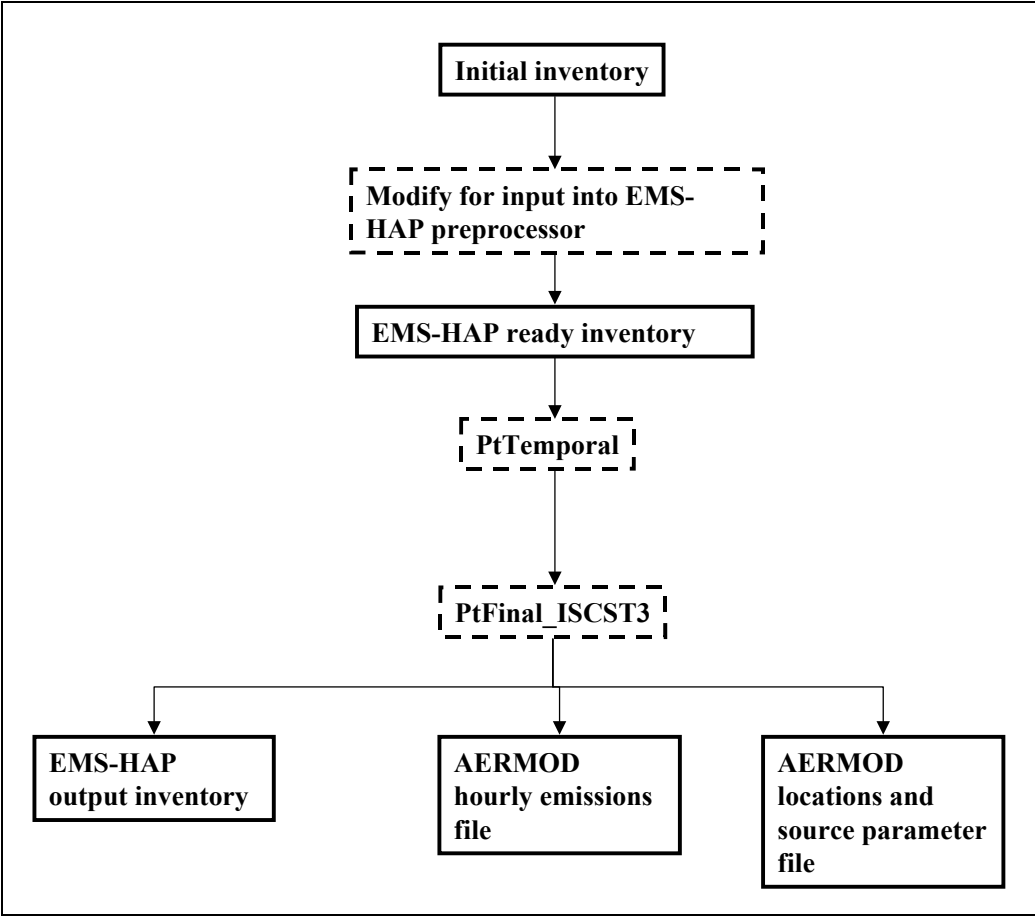 Initial inventory
Modify for input into EMS-
HAP preprocessor
EMS-HAP ready inventory
PtTemporal
PtFinal_ISCST3
EMS-HAP
output inventory
AERMOD
hourly emissions
file
AERMOD
locations and
source parameter
file